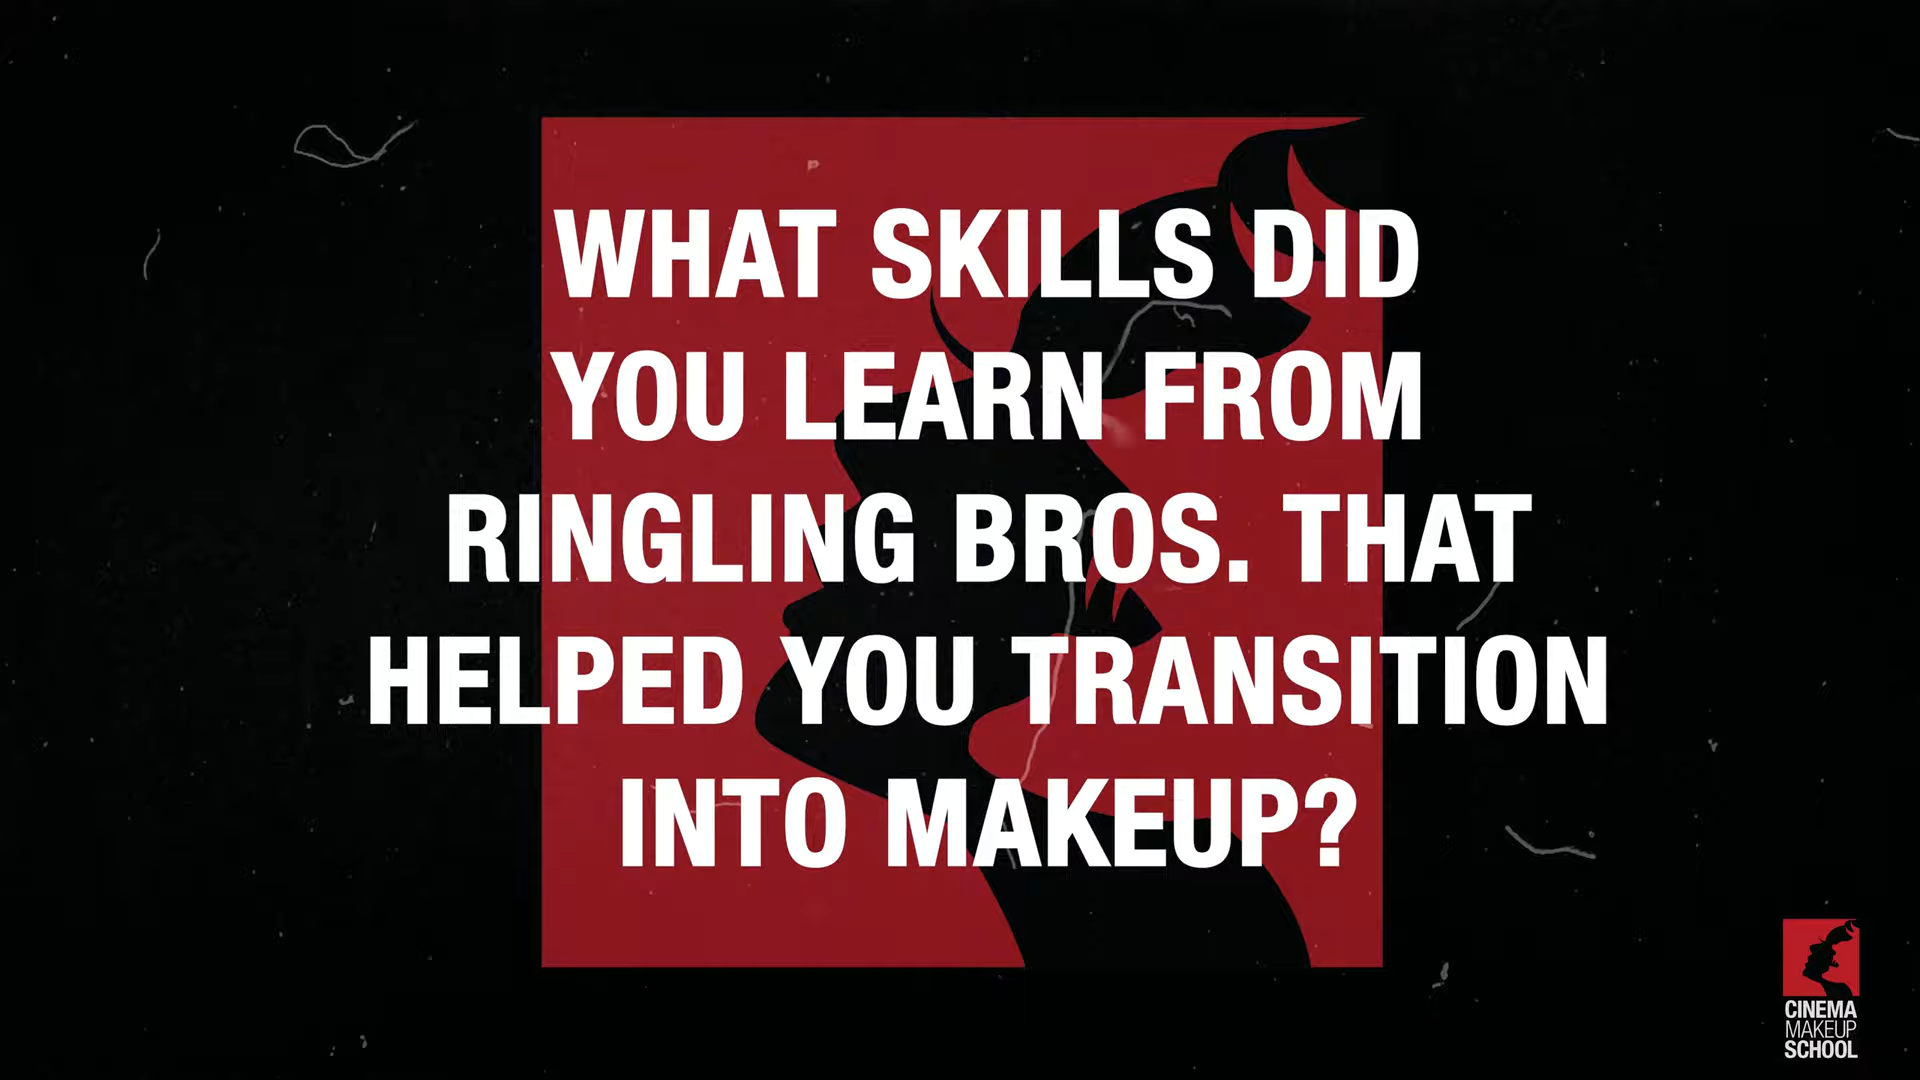 WHAT SKILLS DID
YOU LEARN FROM
RINGLING BROS. THAT
HELPED YOU TRANSITION
INTO MAKEUP?
CINEMA
MAKEUP
SCHOOL